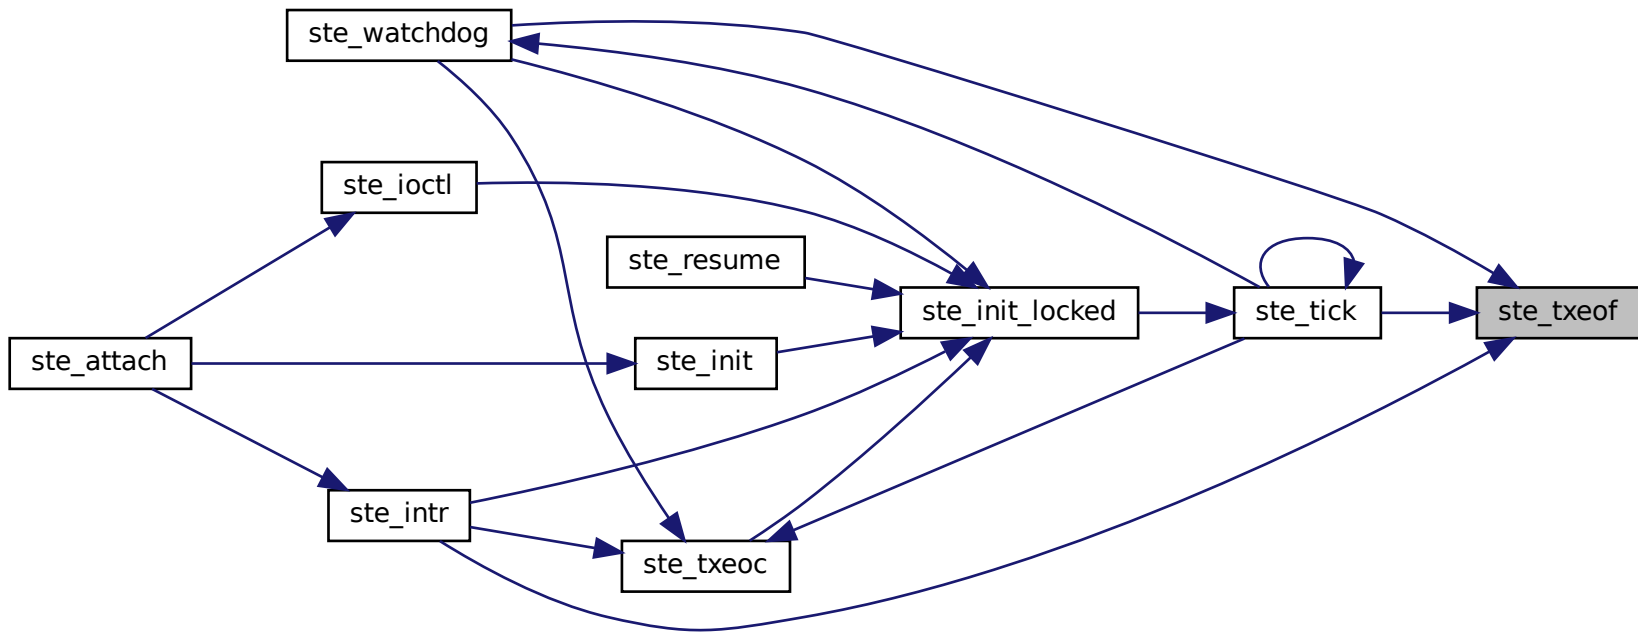 ste_watchdog
ste_ioctl
ste_resume
ste_init_locked
ste_tick
ste_txeof
ste_attach
ste_init
ste_intr
ste_txeoc